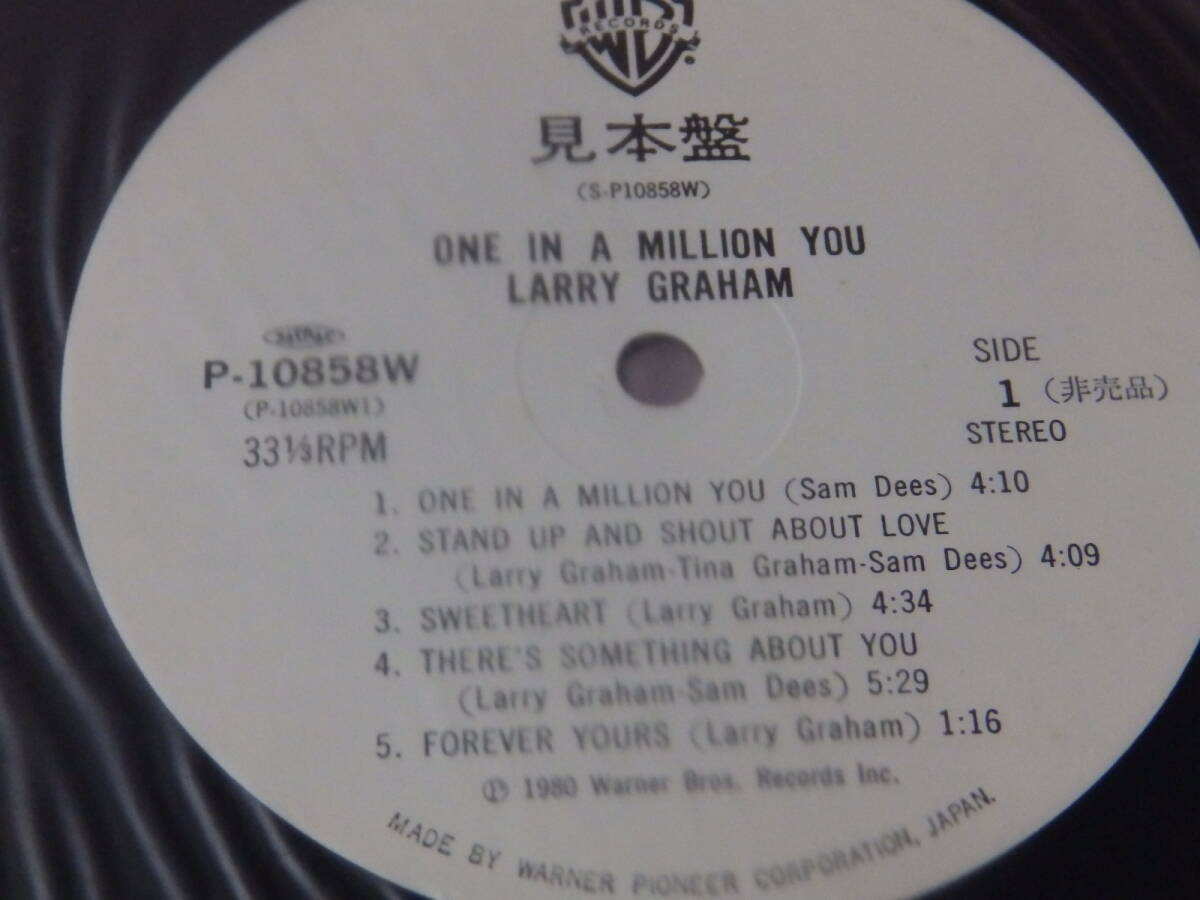 RECORDS
見本盤
(S-P10858W)
ONE IN A MILLION YOU
LARRY GRAHAM
P-10858W
(P-10858W1)
33⅓RPM
SIDE
1 (非売品)
STEREO
1. ONE IN A MILLION YOU (Sam Dees) 4:10
2. STAND UP AND SHOUT ABOUT LOVE
(Larry Graham-Tina Graham-Sam Dees) 4:09
3. SWEETHEART (Larry Graham) 4:34
4. THERE'S SOMETHING ABOUT YOU
(Larry Graham-Sam Dees) 5:29
5. FOREVER YOURS (Larry Graham) 1:16
℗ 1980 Warner Bros. Records Inc.
MADE BY WARNER PIONEER CORPORATION, JAPAN.